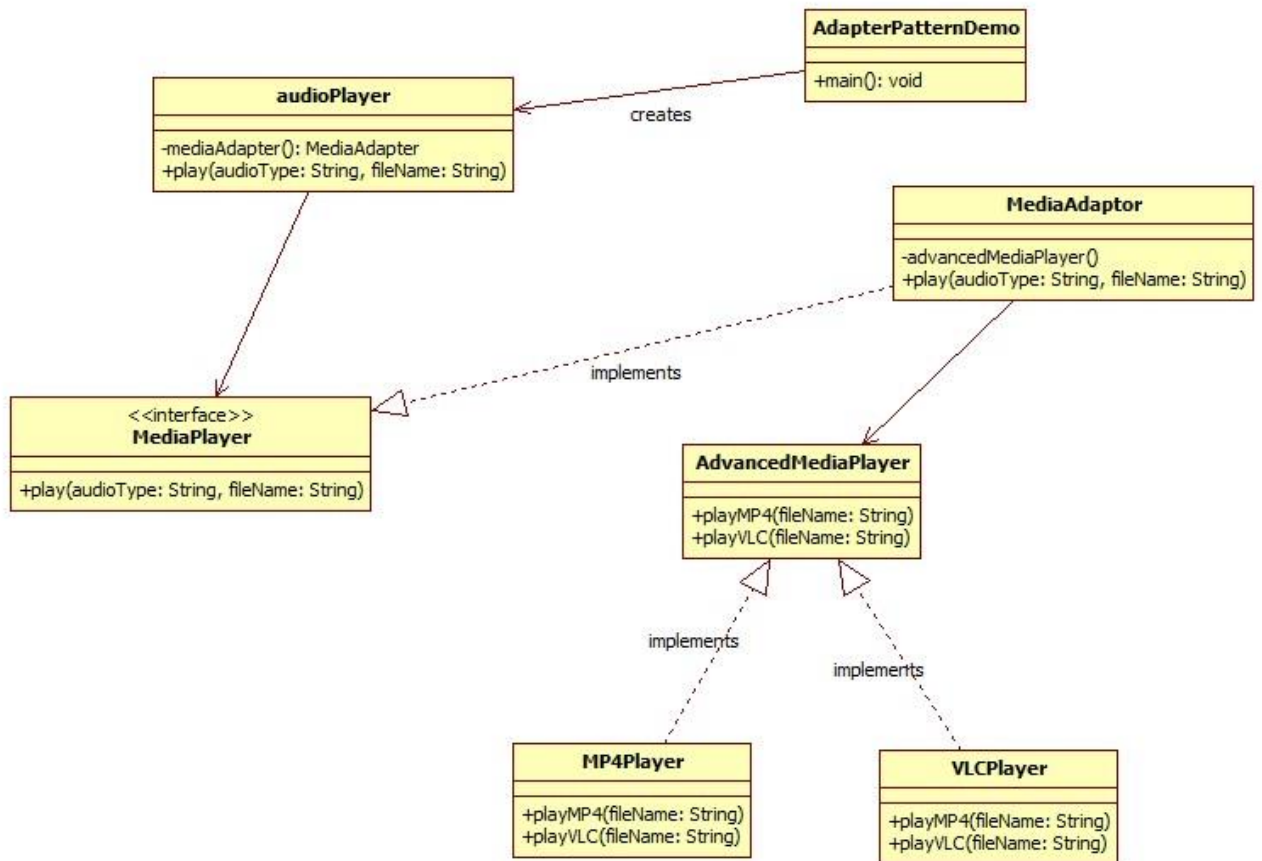 AdapterPatternDemo
+main(): void
audioPlayer
-mediaAdapter(): MediaAdapter
+play(audioType: String, fileName: String)
creates
MediaAdaptor
-advancedMediaPlayer()
+play(audioType: String, fileName: String)
implements
<<interface>>
MediaPlayer
+play(audioType: String, fileName: String)
AdvancedMediaPlayer
+playMP4(fileName: String)
+playVLC(fileName: String)
implements
implements
MP4Player
+playMP4(fileName: String)
+playVLC(fileName: String)
VLCPlayer
+playMP4(fileName: String)
+playVLC(fileName: String)